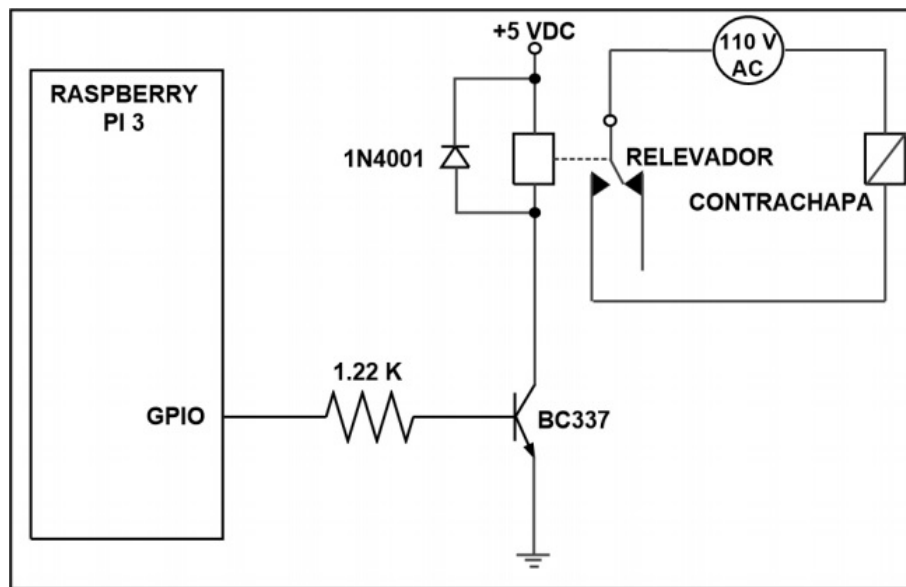 RASPBERRY
PI 3
GPIO
1.22 K
BC337
1N4001
+5 VDC
110 V
AC
RELEVADOR
CONTRACHAPA